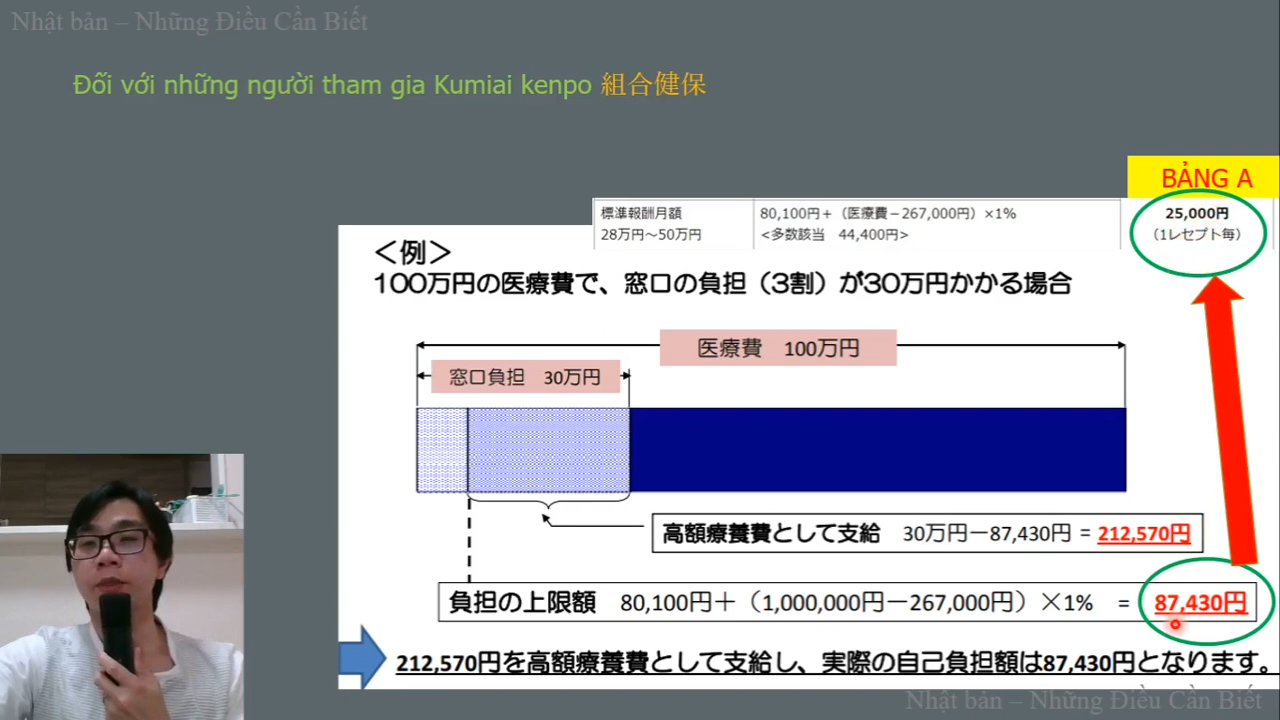 Nhật bản – Những Điều Cần Biết
Đối với những người tham gia Kumiai kenpo 組合健保
BẢNG A
標準報酬月額
28万円～50万円
80,100円＋（医療費－267,000円）×1%
<多数該当 44,400円>
25,000円
（1レセプト毎）
＜例＞
100万円の医療費で、窓口の負担（3割）が30万円かかる場合
医療費 100万円
窓口負担 30万円
高額療養費として支給 30万円－87,430円 = 212,570円
負担の上限額 80,100円＋（1,000,000円－267,000円）×1% = 87,430円
212,570円を高額療養費として支給し、実際の自己負担額は87,430円となります。
Nhật bản – Những Điều Cần Biết